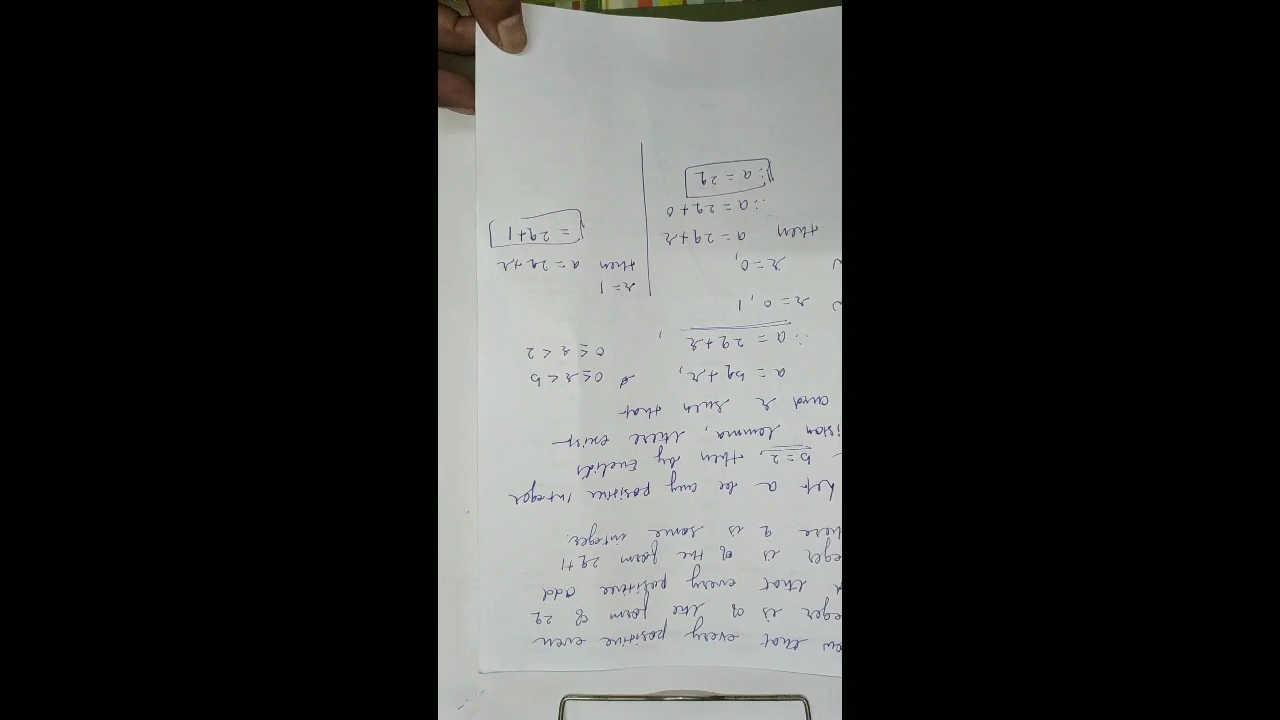 ow that every positive even
eger is of the form of 2q
d that every positive odd
eger is of the form 2q+1
here q is some integer.
Let a be any positive integer
b=2, then by Euclid's
ision lemma, there exist
and r such that
a = bq + r, 0 ≤ r < b
∴ a = 2q + r, 0 ≤ r < 2
w r = 0, 1
w r = 0,
then a = 2q + r
∴ a = 2q + 0
∴ a = 2q
r = 1
then a = 2q + r
= 2q + 1